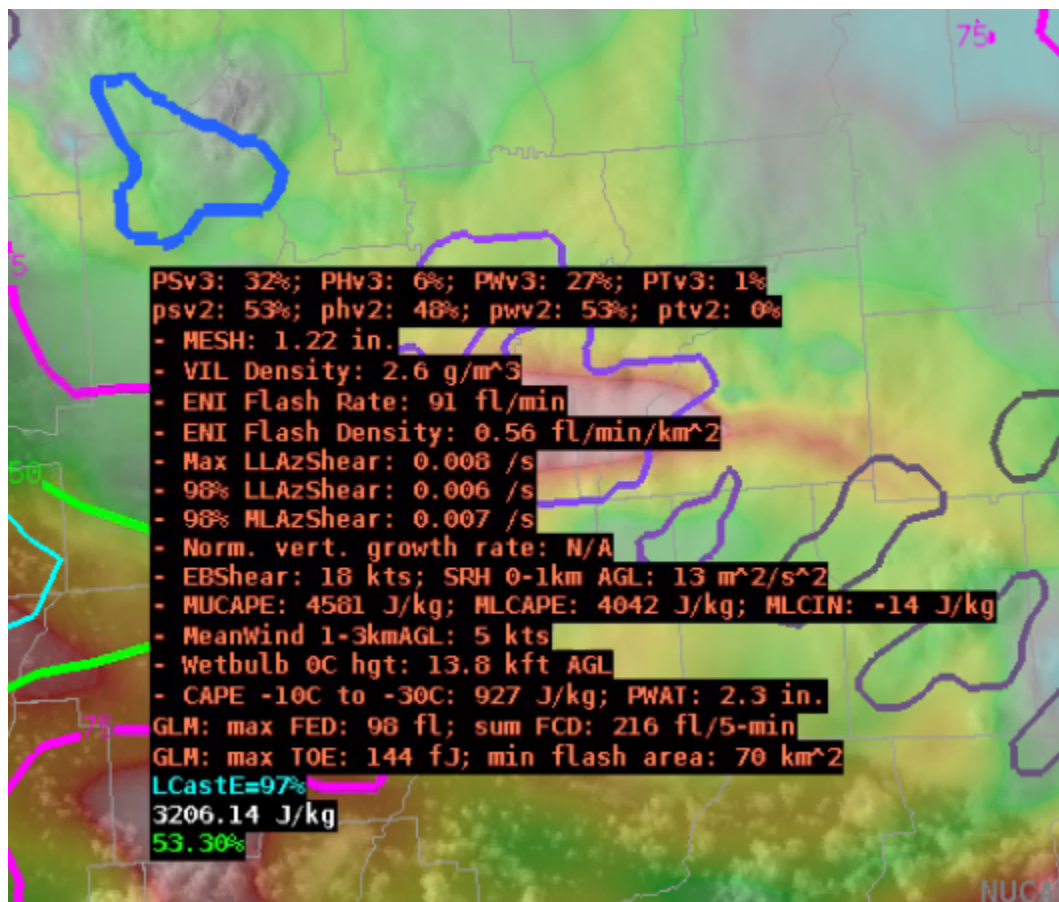 75
5
PSv3: 32%; PHv3: 6%; PWv3: 27%; PTv3: 1%
psv2: 53%; phv2: 48%; pwv2: 53%; ptv2: 0%
- MESH: 1.22 in.
- VIL Density: 2.6 g/m^3
- ENI Flash Rate: 91 fl/min
- ENI Flash Density: 0.56 fl/min/km^2
- Max LLAzShear: 0.008 /s
50
- 98% LLAzShear: 0.006 /s
- 98% MLAzShear: 0.007 /s
- Norm. vert. growth rate: N/A
- EBShear: 18 kts; SRH 0-1km AGL: 13 m^2/s^2
- MUCAPE: 4581 J/kg; MLCAPE: 4042 J/kg; MLCIN: -14 J/kg
- MeanWind 1-3kmAGL: 5 kts
- Wetbulb 0C hgt: 13.8 kft AGL
- CAPE -10C to -30C: 927 J/kg; PWAT: 2.3 in.
75
GLM: max FED: 98 fl; sum FCD: 216 fl/5-min
GLM: max TOE: 144 fJ; min flash area: 70 km^2
LCastE=97%
3206.14 J/kg
53.30%